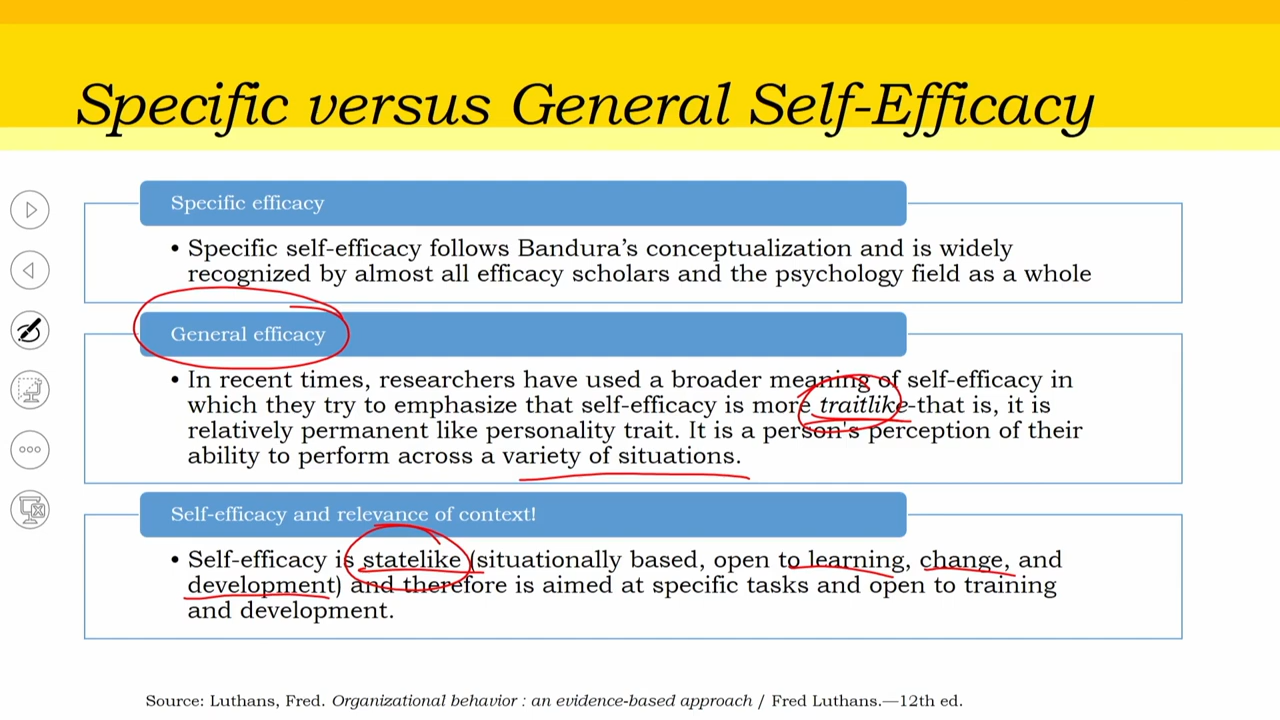 Specific versus General Self-Efficacy
Specific efficacy
• Specific self-efficacy follows Bandura's conceptualization and is widely
recognized by almost all efficacy scholars and the psychology field as a whole
General efficacy
• In recent times, researchers have used a broader meaning of self-efficacy in
which they try to emphasize that self-efficacy is more traitlike-that is, it is
relatively permanent like personality trait. It is a person's perception of their
ability to perform across a variety of situations.
Self-efficacy and relevance of context!
• Self-efficacy is statelike (situationally based, open to learning, change, and
development) and therefore is aimed at specific tasks and open to training
and development.
Source: Luthans, Fred. Organizational behavior : an evidence-based approach / Fred Luthans.—12th ed.